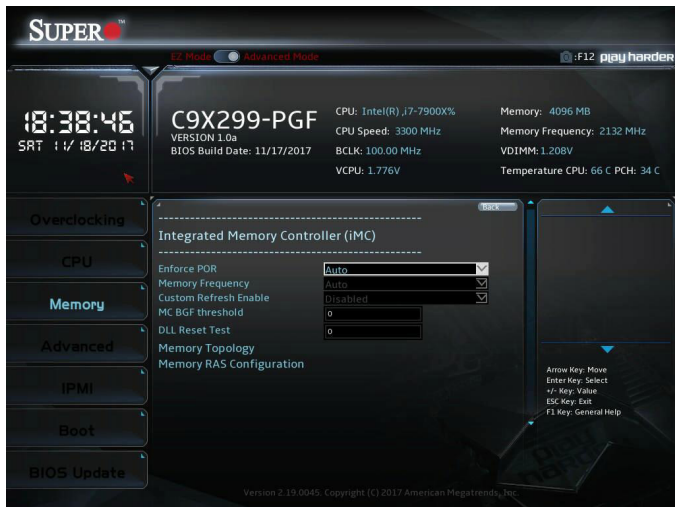 SUPER
EZ Mode Advanced Mode
:F12 play harder
18:38:46
SAT 11/18/2017
C9X299-PGF
VERSION 1.0a
BIOS Build Date: 11/17/2017
CPU: Intel(R) ,i7-7900X%
CPU Speed: 3300 MHz
BCLK: 100.00 MHz
VCPU: 1.776V
Memory: 4096 MB
Memory Frequency: 2132 MHz
VDIMM: 1.208V
Temperature CPU: 66 C PCH: 34 C
Overclocking
CPU
Memory
Advanced
IPMI
Boot
BIOS Update
Back
--------------------------------------------------
Integrated Memory Controller (iMC)
--------------------------------------------------
Enforce POR Auto
Memory Frequency Auto
Custom Refresh Enable Disabled
MC BGF threshold 0
DLL Reset Test 0
Memory Topology
Memory RAS Configuration
Arrow Key: Move
Enter Key: Select
+/- Key: Value
ESC Key: Exit
F1 Key: General Help
play harder
Version 2.19.0045. Copyright (C) 2017 American Megatrends, Inc.